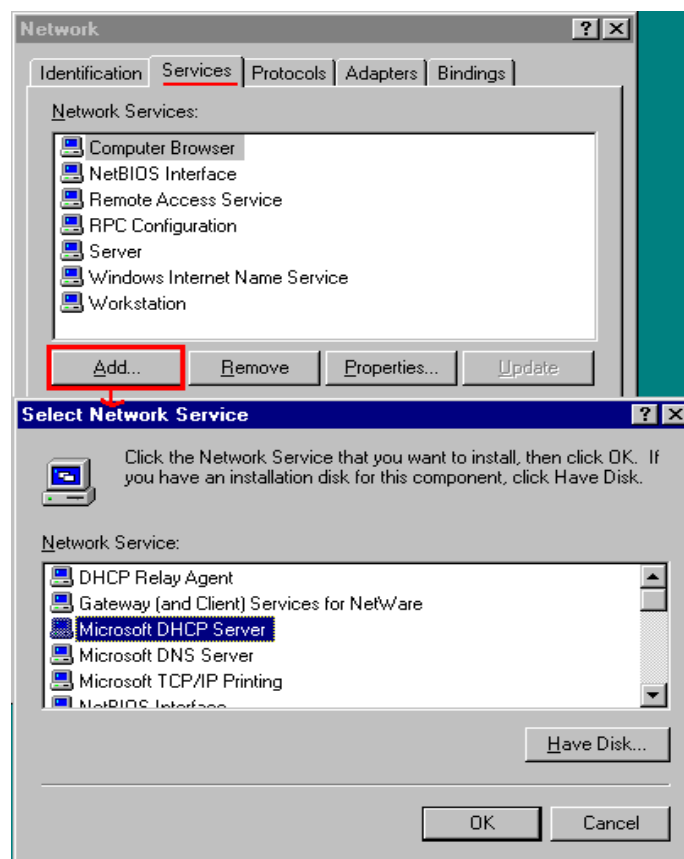 Network
Identification Services Protocols Adapters Bindings
Network Services:
Computer Browser
NetBIOS Interface
Remote Access Service
RPC Configuration
Server
Windows Internet Name Service
Workstation
Add... Remove Properties... Update
Select Network Service
Click the Network Service that you want to install, then click OK. If
you have an installation disk for this component, click Have Disk.
Network Service:
DHCP Relay Agent
Gateway (and Client) Services for NetWare
Microsoft DHCP Server
Microsoft DNS Server
Microsoft TCP/IP Printing
NetBIOS Interface
Have Disk...
OK Cancel